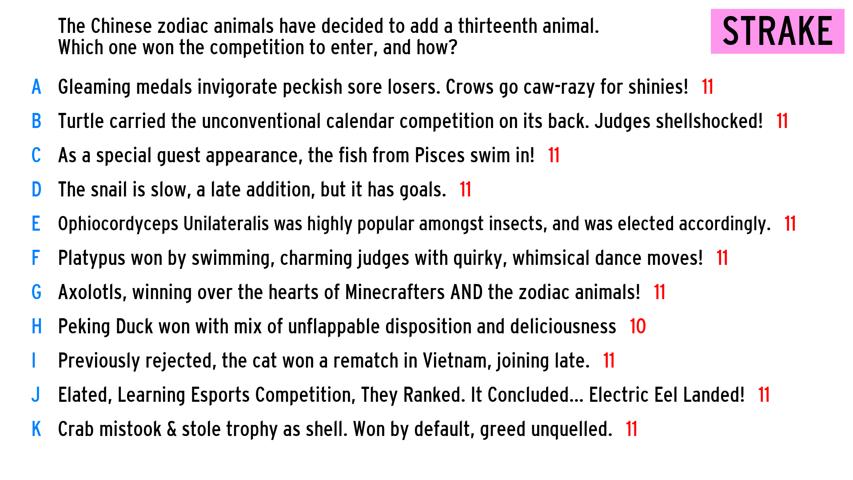 The Chinese zodiac animals have decided to add a thirteenth animal.
Which one won the competition to enter, and how?
STRAKE
A Gleaming medals invigorate peckish sore losers. Crows go caw-razy for shinies! 11
B Turtle carried the unconventional calendar competition on its back. Judges shellshocked! 11
C As a special guest appearance, the fish from Pisces swim in! 11
D The snail is slow, a late addition, but it has goals. 11
E Ophiocordyceps Unilateralis was highly popular amongst insects, and was elected accordingly. 11
F Platypus won by swimming, charming judges with quirky, whimsical dance moves! 11
G Axolotls, winning over the hearts of Minecrafters AND the zodiac animals! 11
H Peking Duck won with mix of unflappable disposition and deliciousness 10
I Previously rejected, the cat won a rematch in Vietnam, joining late. 11
J Elated, Learning Esports Competition, They Ranked. It Concluded... Electric Eel Landed! 11
K Crab mistook & stole trophy as shell. Won by default, greed unquelled. 11